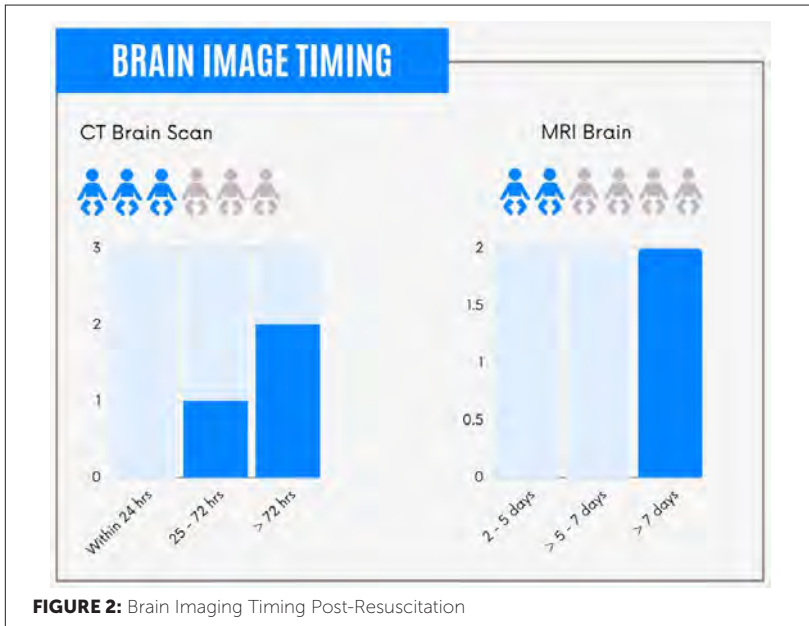 BRAIN IMAGE TIMING
CT Brain Scan
3
2
1
0
Within 24 hrs
25 - 72 hrs
> 72 hrs
MRI Brain
2
1.5
1
0.5
0
2 - 5 days
> 5 - 7 days
> 7 days
FIGURE 2: Brain Imaging Timing Post-Resuscitation